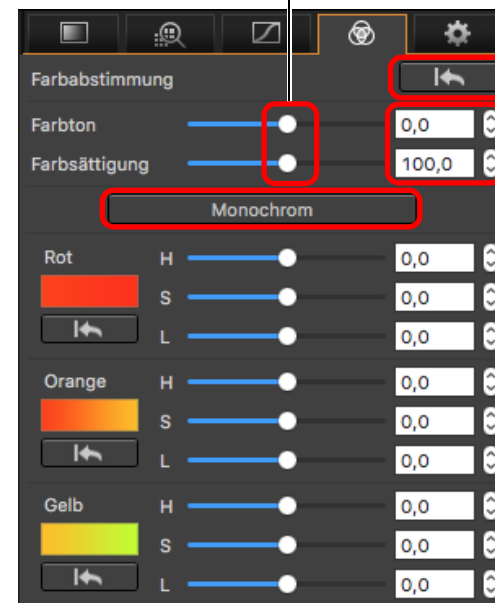 Farbabstimmung
Farbton 0,0
Farbsättigung 100,0
Monochrom
Rot H 0,0
S 0,0
L 0,0
Orange H 0,0
S 0,0
L 0,0
Gelb H 0,0
S 0,0
L 0,0